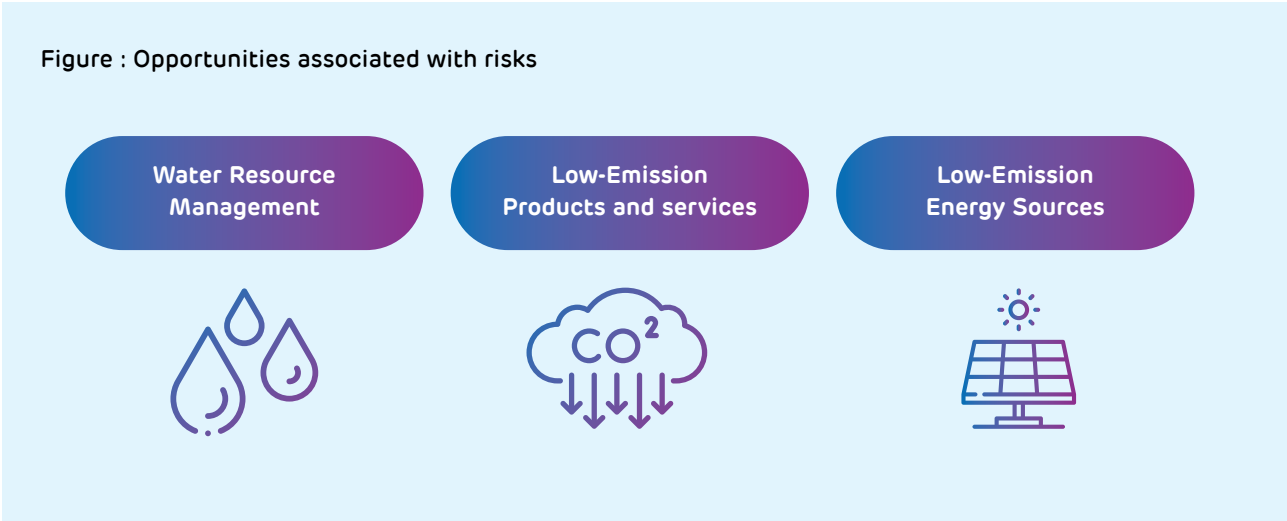 Figure : Opportunities associated with risks
Water Resource
Management
Low-Emission
Products and services
Low-Emission
Energy Sources
CO²